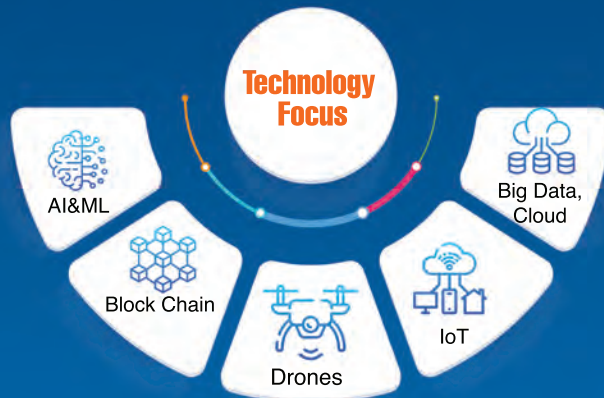 Technology
Focus
AI&ML
Block Chain
Drones
IoT
Big Data,
Cloud